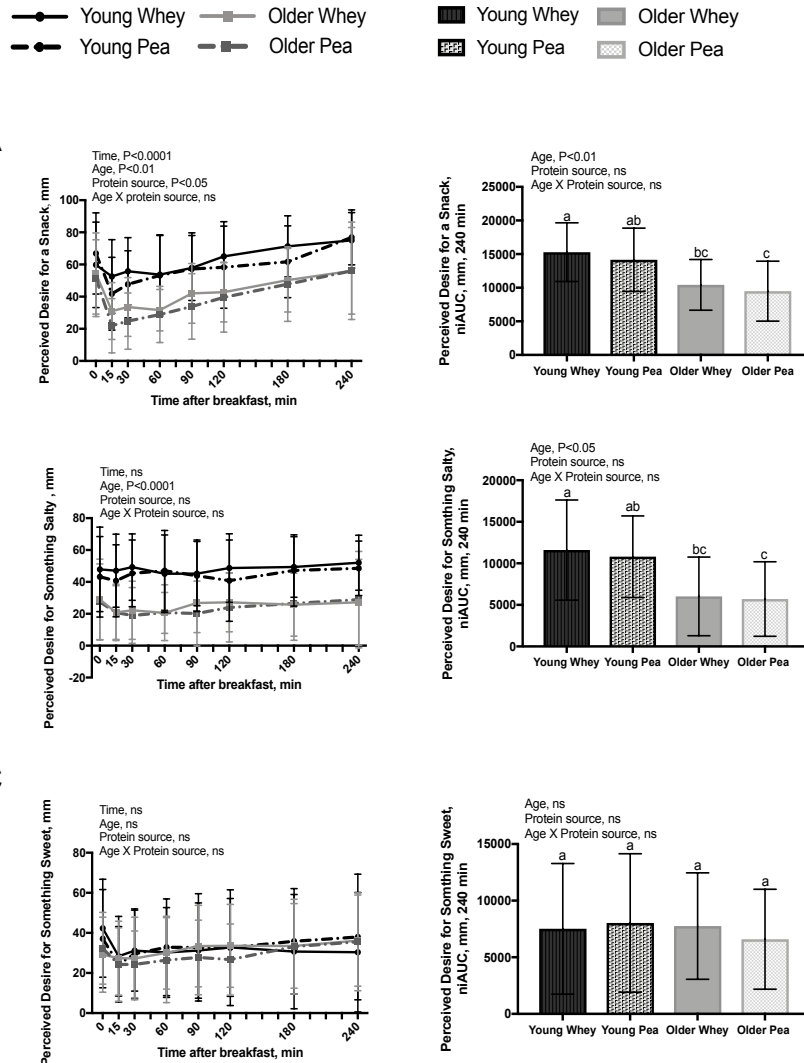 Young Whey
Older Whey
Young Pea
Older Pea
Young Whey
Older Whey
Young Pea
Older Pea
Time, P<0.0001
Age, P<0.01
Protein source, P<0.05
Age X protein source, ns
Perceived Desire for a Snack, mm
100
80
60
40
20
0
0 15 30 60 90 120 180 240
Time after breakfast, min
Age, P<0.01
Protein source, ns
Age X Protein source, ns
Perceived Desire for a Snack,
niAUC, mm, 240 min
25000
20000
15000
10000
5000
0
a ab bc c
Young Whey Young Pea Older Whey Older Pea
Time, ns
Age, P<0.0001
Protein source, ns
Age X Protein source, ns
Perceived Desire for Something Salty , mm
80
60
40
20
0
-20
0 15 30 60 90 120 180 240
Time after breakfast, min
Age, P<0.05
Protein source, ns
Age X Protein source, ns
Perceived Desire for Somthing Salty,
niAUC, mm, 240 min
20000
15000
10000
5000
0
a ab bc c
Young Whey Young Pea Older Whey Older Pea
Time, ns
Age, ns
Protein source, ns
Age X Protein source, ns
Perceived Desire for Something Sweet, mm
80
60
40
20
0
0 15 30 60 90 120 180 240
Time after breakfast, min
Age, ns
Protein source, ns
Age X Protein source, ns
Perceived Desire for Somthing Sweet,
niAUC, mm, 240 min
15000
10000
5000
0
a a a a
Young Whey Young Pea Older Whey Older Pea